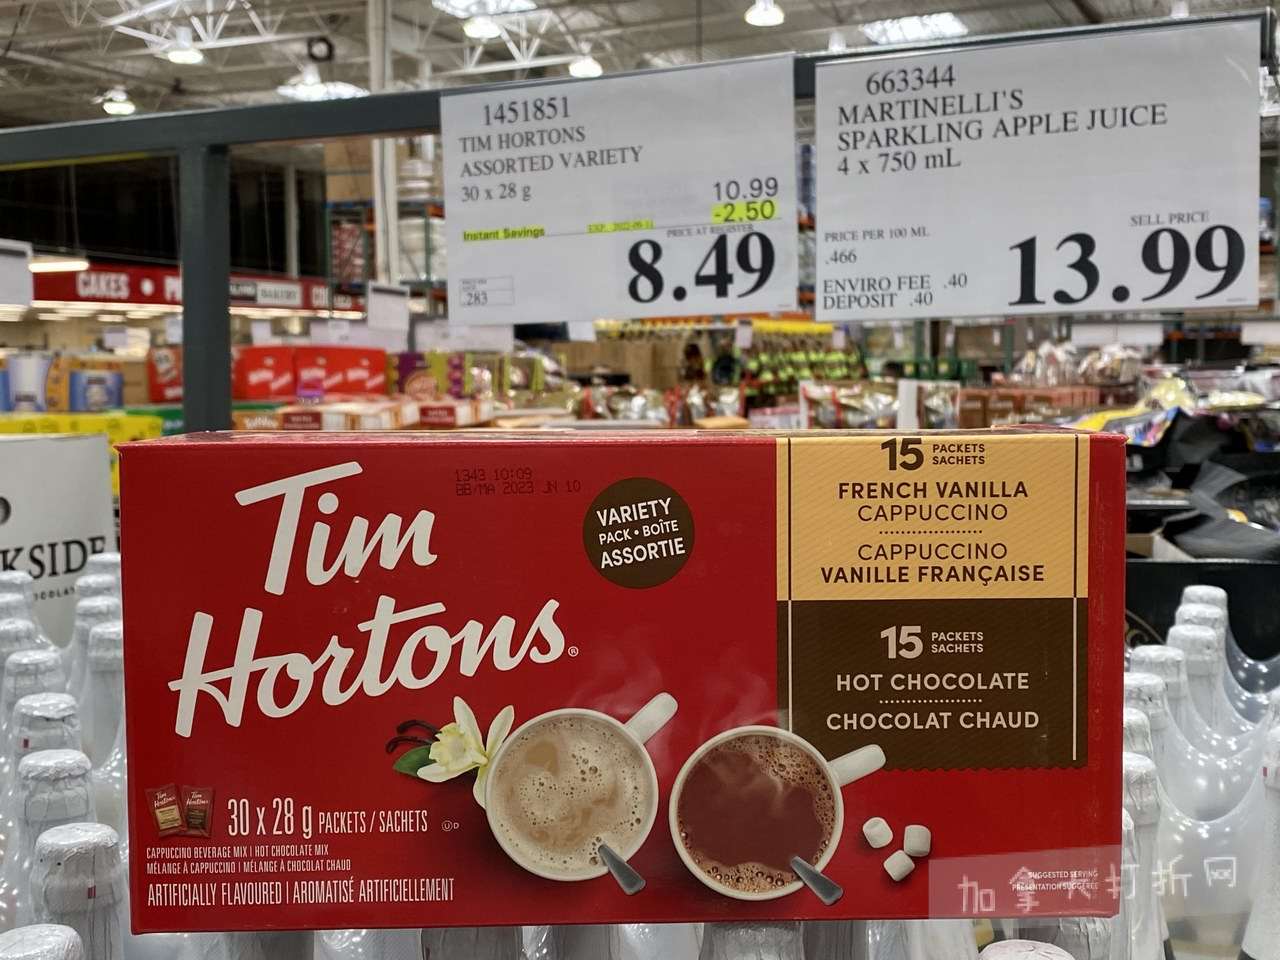 1451851
TIM HORTONS
ASSORTED VARIETY
30 x 28 g
10.99
-2.50
Instant Savings
PRICE AT REGISTER
8.49
.283
663344
MARTINELLI'S
SPARKLING APPLE JUICE
4 x 750 mL
SELL PRICE
PRICE PER 100 ML
.466
ENVIRO FEE .40
DEPOSIT .40
13.99
CAKES
KSIDE
Tim
Hortons®
1343 10:09
BB/MA 2023 JN 10
VARIETY
PACK • BOÎTE
ASSORTIE
15 PACKETS
SACHETS
FRENCH VANILLA
CAPPUCCINO
CAPPUCCINO
VANILLE FRANÇAISE
15 PACKETS
SACHETS
HOT CHOCOLATE
CHOCOLAT CHAUD
Tim
Hortons
Tim
Hortons
30 x 28 g PACKETS / SACHETS
CAPPUCCINO BEVERAGE MIX | HOT CHOCOLATE MIX
MÉLANGE À CAPPUCCINO | MÉLANGE À CHOCOLAT CHAUD
ARTIFICIALLY FLAVOURED | AROMATISÉ ARTIFICIELLEMENT
SUGGESTED SERVING
PRESENTATION SUGGÉRÉE
加拿大打折网